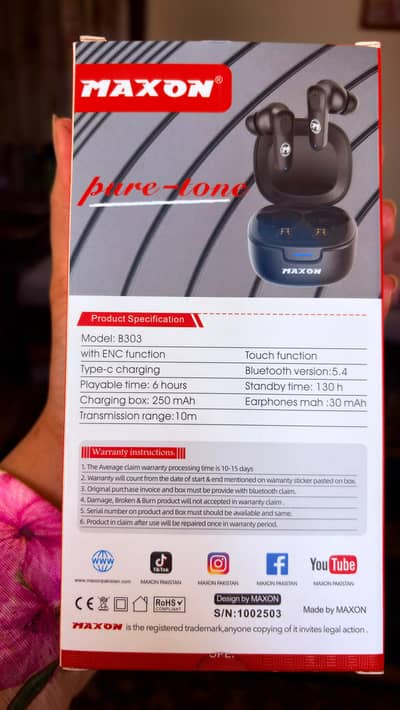 MAXON®
pure-tone
MAXON
Product Specification
Model: B303
with ENC function Touch function
Type-c charging Bluetooth version:5.4
Playable time: 6 hours Standby time: 130 h
Charging box: 250 mAh Earphones mah :30 mAh
Transmission range:10m
Warranty instructions.
1. The Average claim warranty processing time is 10-15 days
2. Warranty will count from the date of start & end mentioned on warranty sticker pasted on box.
3. Original purchase invoice and box must be provide with bluetooth claim.
4. Damage, Broken & Burn product will not accepted in warranty claim.
5. Serial number on product and Box must should be available and same.
6. Product in claim after use will be repaired once in warranty period.
WWW TikTok YouTube
www.maxonpakistan.com MAXON PAKISTAN MAXON PAKISTAN MAXON PAKISTAN MAXON PAKISTAN
CE RoHS COMPLIANT Design by MAXON Made by MAXON
S/N:1002503
MAXON is the registered trademark,anyone copying of it invites legal action.